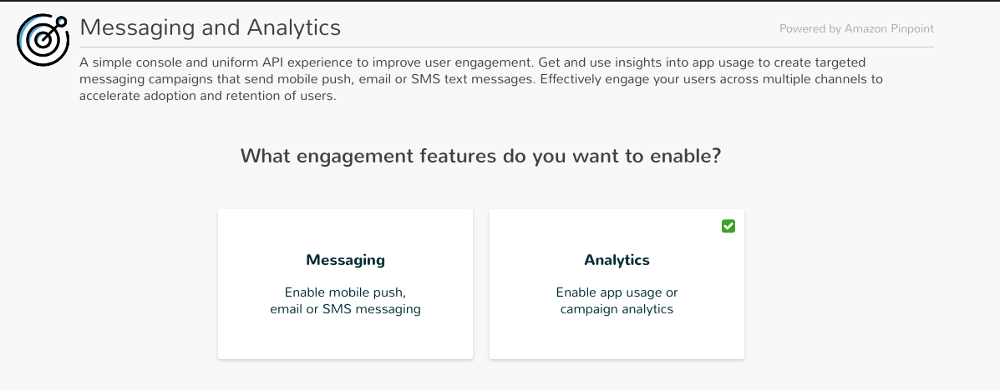 Messaging and Analytics
Powered by Amazon Pinpoint
A simple console and uniform API experience to improve user engagement. Get and use insights into app usage to create targeted
messaging campaigns that send mobile push, email or SMS text messages. Effectively engage your users across multiple channels to
accelerate adoption and retention of users.
What engagement features do you want to enable?
Messaging
Enable mobile push,
email or SMS messaging
Analytics
Enable app usage or
campaign analytics